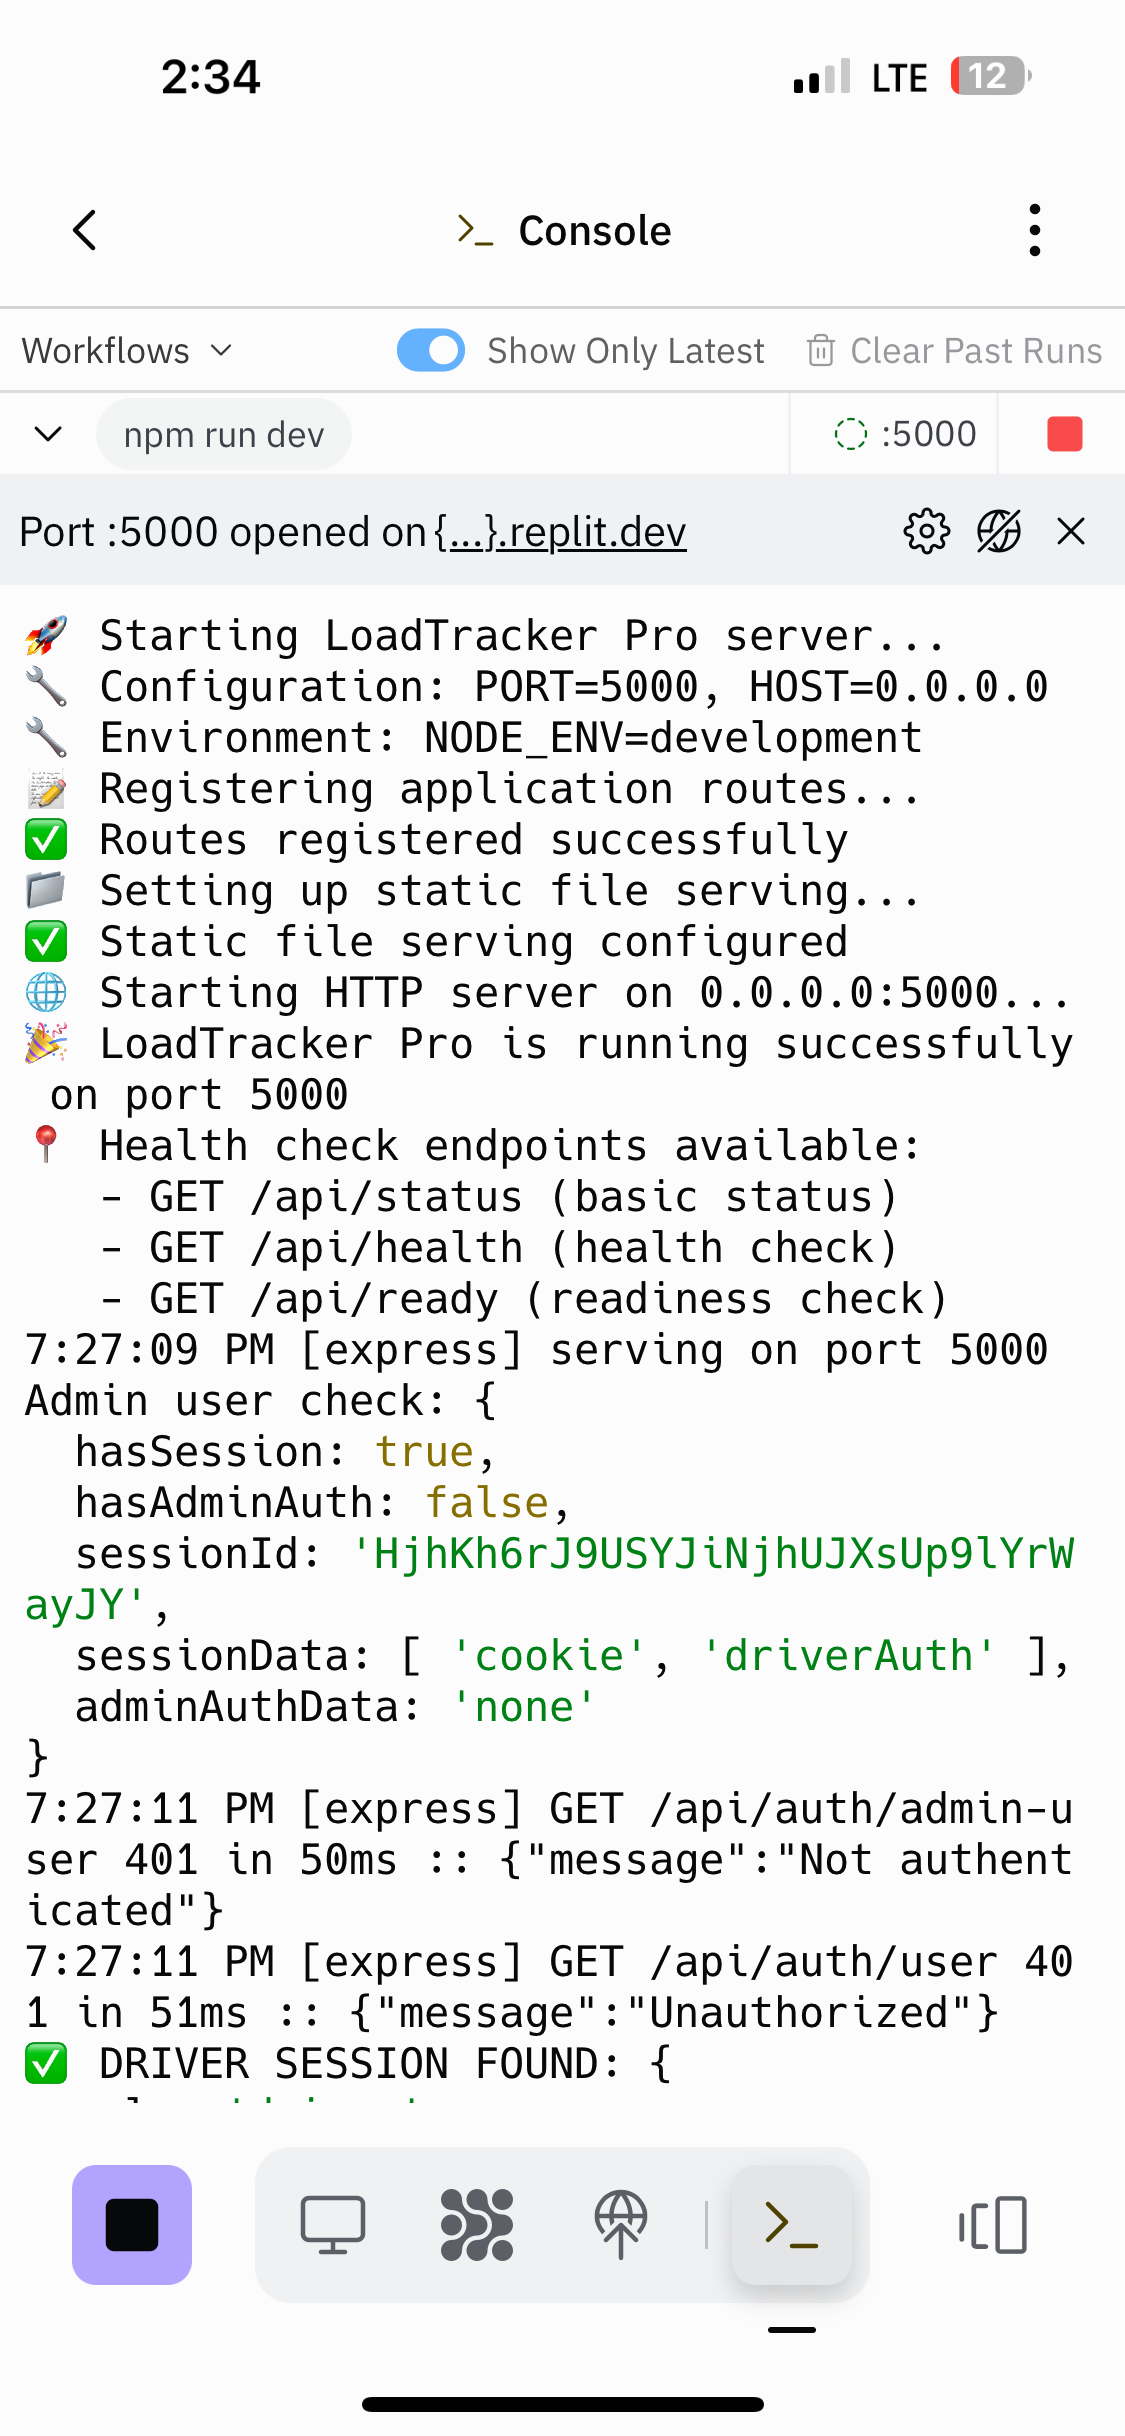 2:34
LTE
12
Console
Workflows
Show Only Latest
Clear Past Runs
npm run dev
:5000
Port :5000 opened on {...}.replit.dev
🚀 Starting LoadTracker Pro server...
🔧 Configuration: PORT=5000, HOST=0.0.0.0
🔧 Environment: NODE_ENV=development
📝 Registering application routes...
✅ Routes registered successfully
📁 Setting up static file serving...
✅ Static file serving configured
🌐 Starting HTTP server on 0.0.0.0:5000...
🎉 LoadTracker Pro is running successfully
on port 5000
📍 Health check endpoints available:
- GET /api/status (basic status)
- GET /api/health (health check)
- GET /api/ready (readiness check)
7:27:09 PM [express] serving on port 5000
Admin user check: {
hasSession: true,
hasAdminAuth: false,
sessionId: 'HjhKh6rJ9USYJiNjhUJXsUp9lYrW
ayJY',
sessionData: [ 'cookie', 'driverAuth' ],
adminAuthData: 'none'
}
7:27:11 PM [express] GET /api/auth/admin-u
ser 401 in 50ms :: {"message":"Not authent
icated"}
7:27:11 PM [express] GET /api/auth/user 40
1 in 51ms :: {"message":"Unauthorized"}
✅ DRIVER SESSION FOUND: {